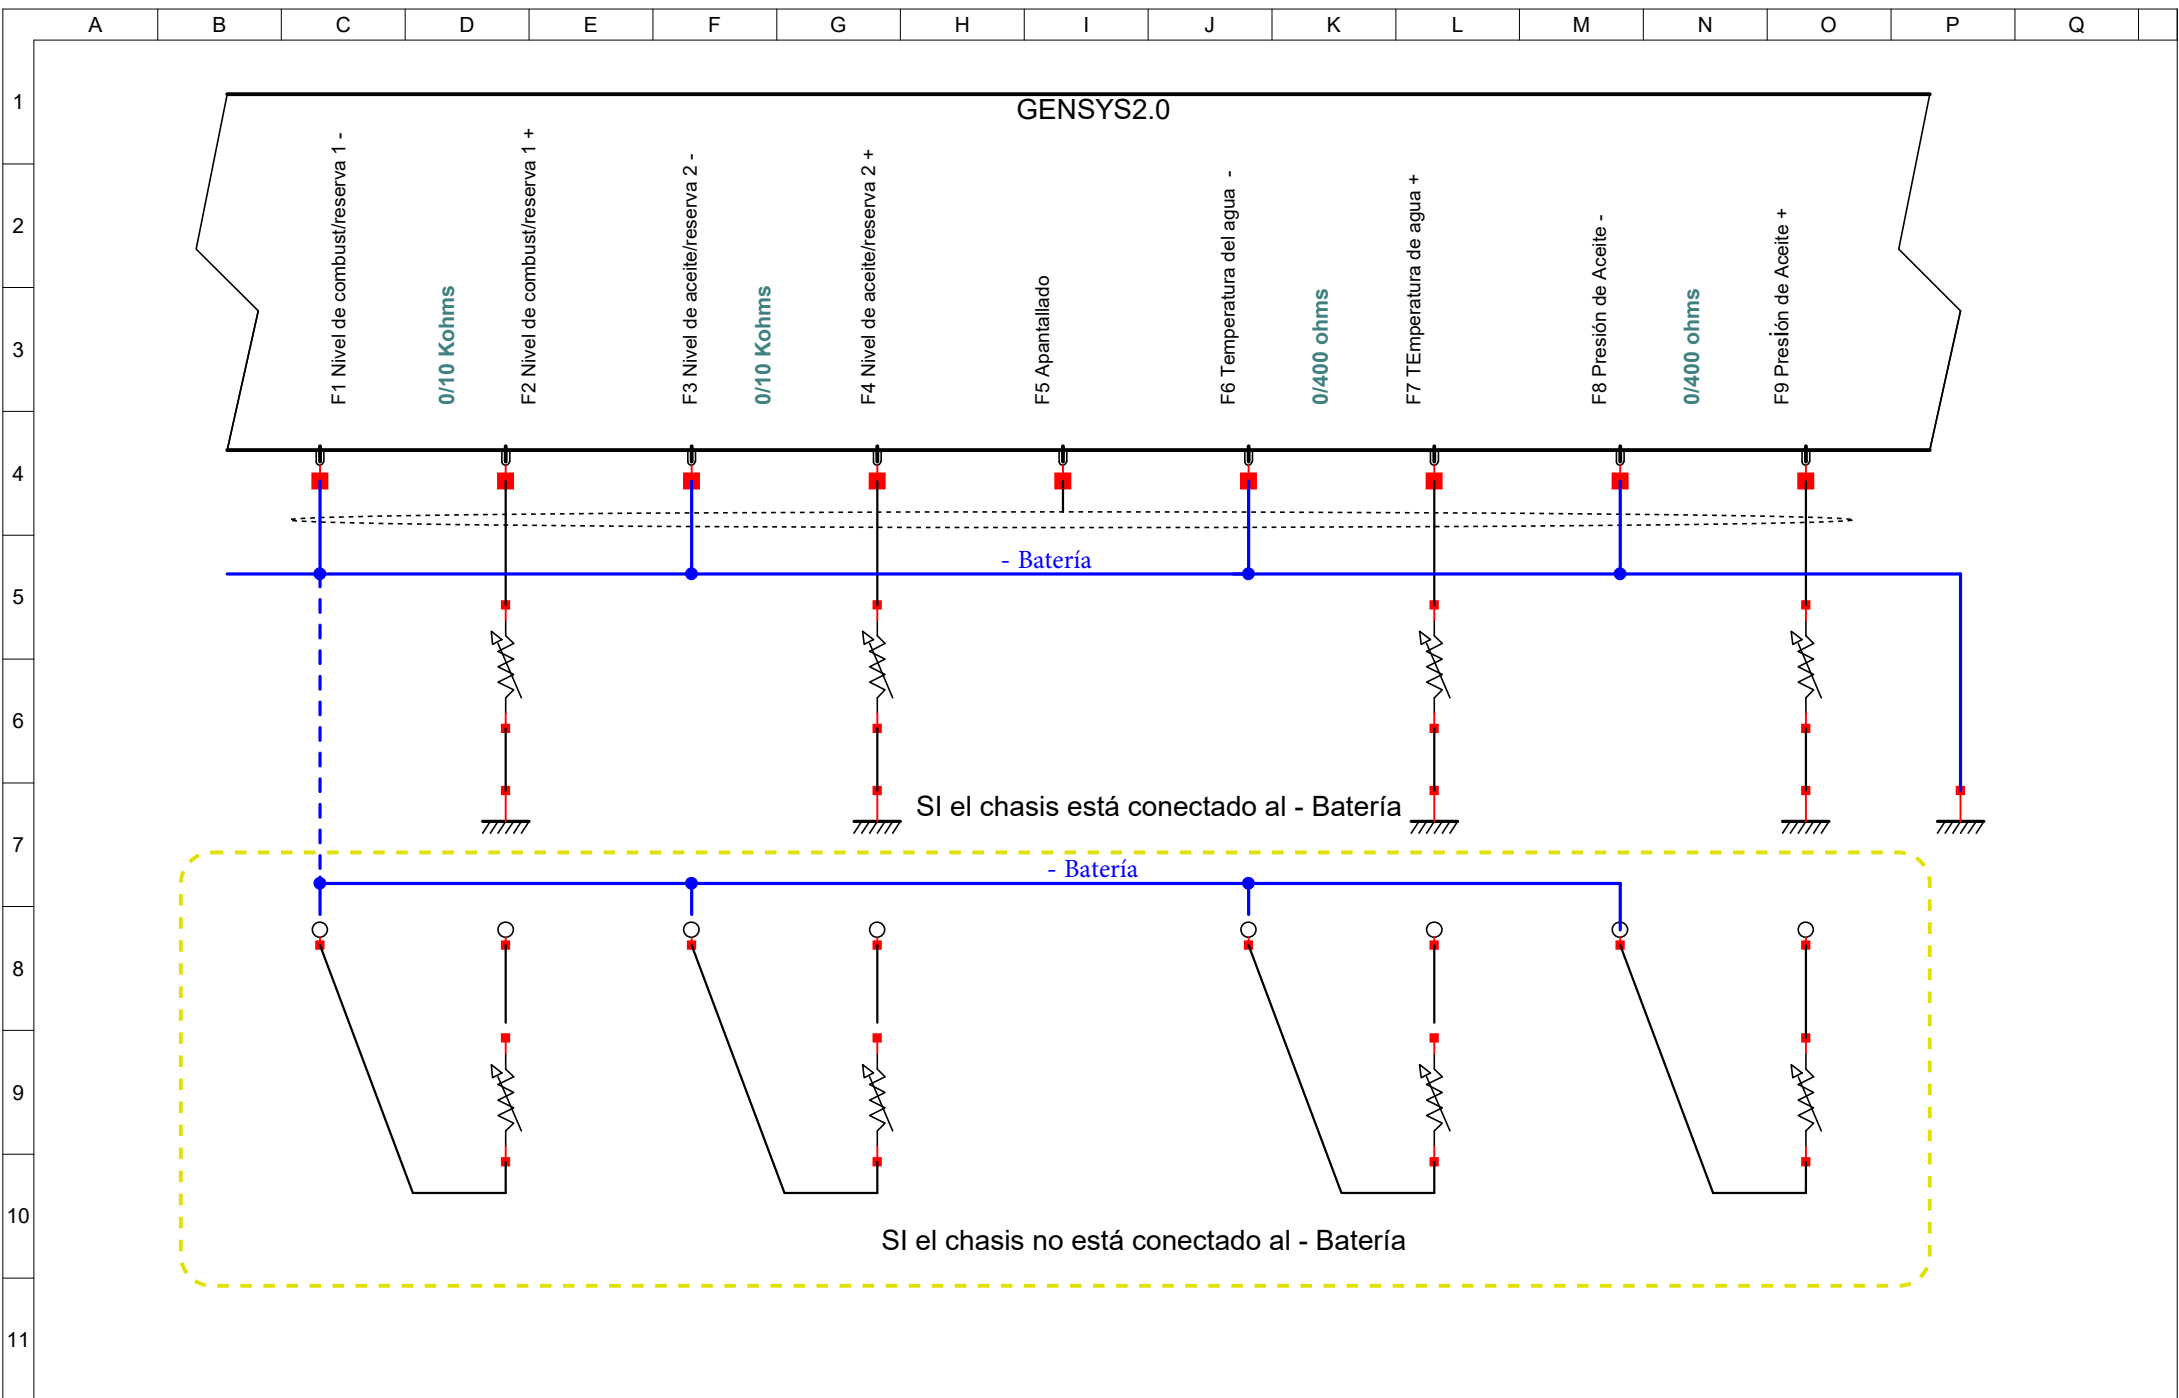 A B C D E F G H I J K L M N O P Q
1
2
3
4
5
6
7
8
9
10
11
GENSYS2.0
F1 Nivel de combust/reserva 1 -
0/10 Kohms
F2 Nivel de combust/reserva 1 +
F3 Nivel de aceite/reserva 2 -
0/10 Kohms
F4 Nivel de aceite/reserva 2 +
F5 Apantallado
F6 Temperatura del agua -
0/400 ohms
F7 TEmperatura de agua +
F8 Presión de Aceite -
0/400 ohms
F9 Presión de Aceite +
- Batería
SI el chasis está conectado al - Batería
- Batería
SI el chasis no está conectado al - Batería